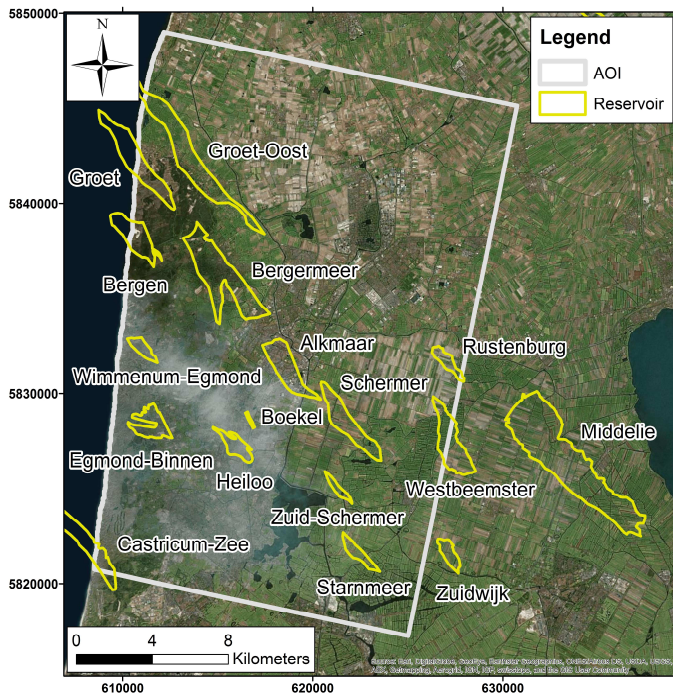 5850000
N
Legend
AOI
Reservoir
Groet-Oost
Groet
5840000
Bergermeer
Bergen
Alkmaar
Rustenburg
Wimmenum-Egmond
Schermer
5830000
Boekel
Middelie
Egmond-Binnen
Heiloo
Westbeemster
Zuid-Schermer
Castricum-Zee
5820000
Starnmeer
Zuidwijk
0 4 8
Kilometers
610000 620000 630000